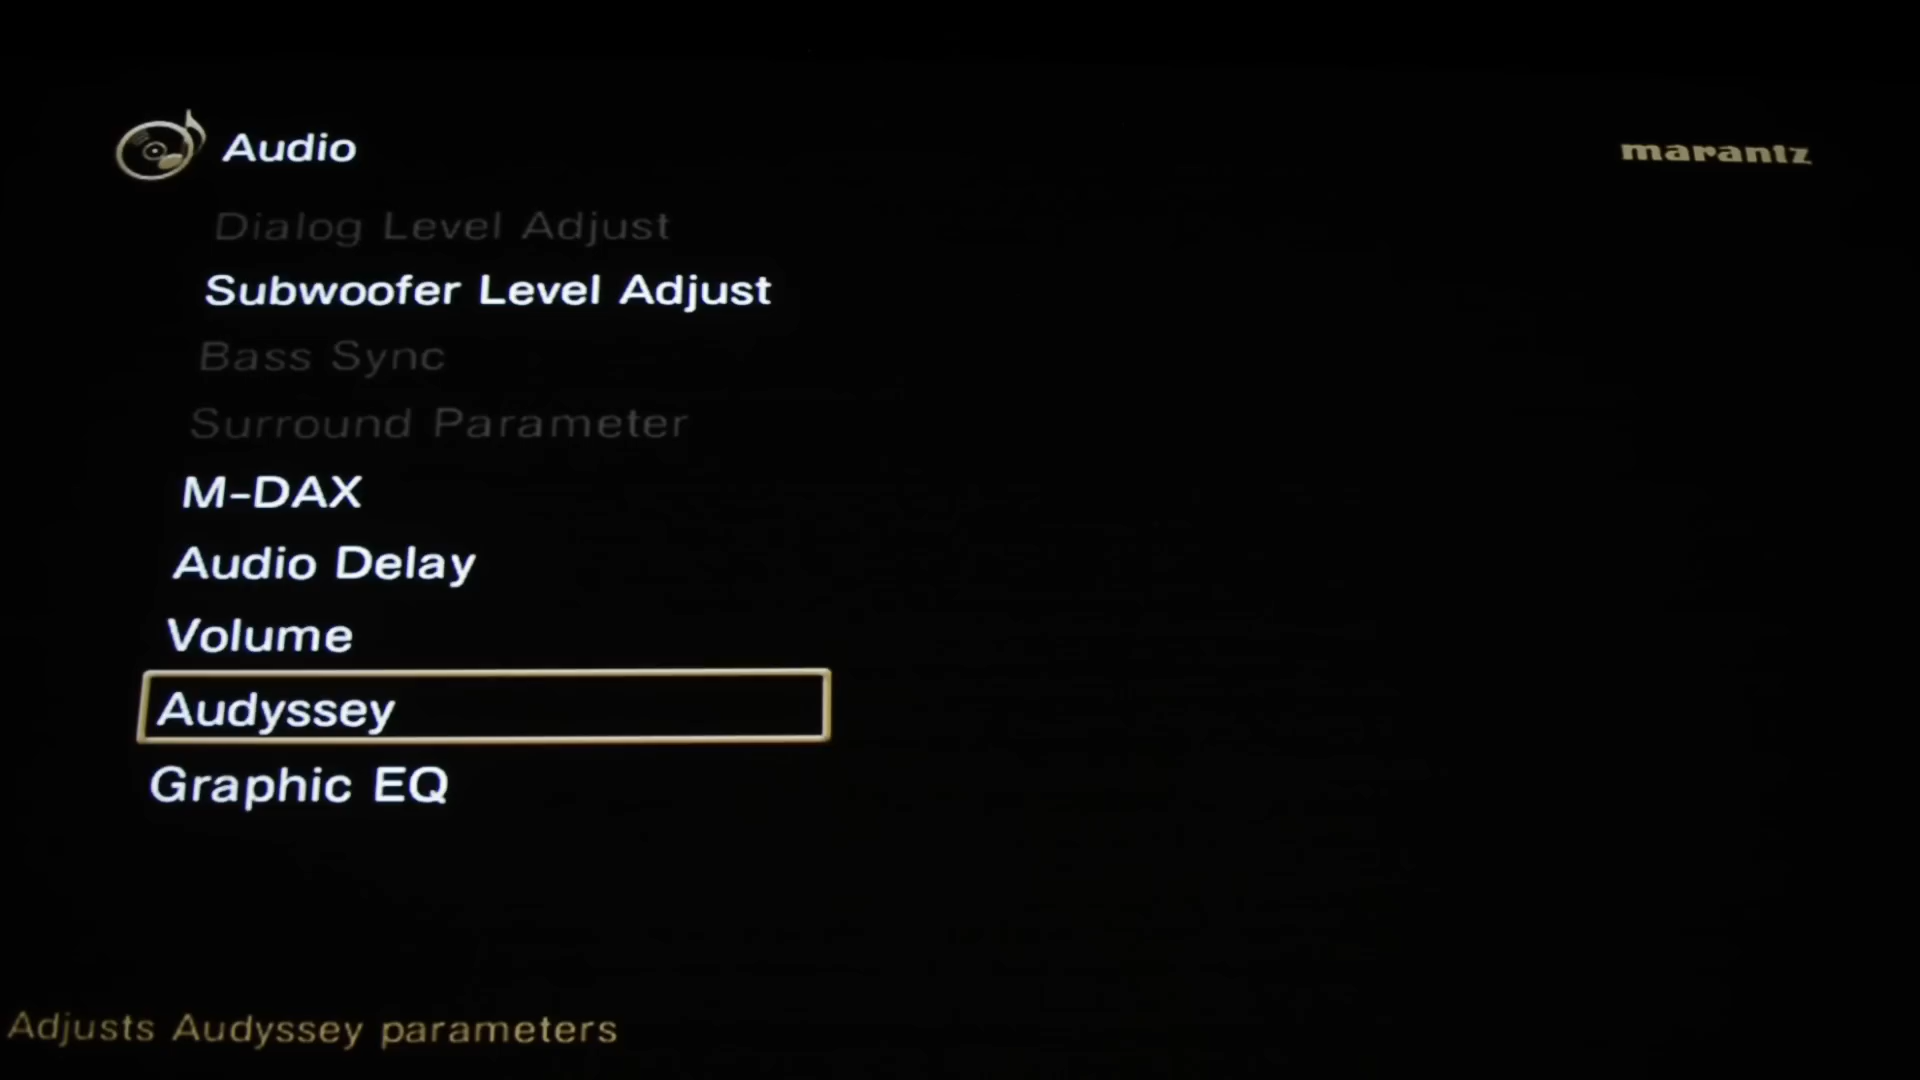 Audio
marantz
Dialog Level Adjust
Subwoofer Level Adjust
Bass Sync
Surround Parameter
M-DAX
Audio Delay
Volume
Audyssey
Graphic EQ
Adjusts Audyssey parameters